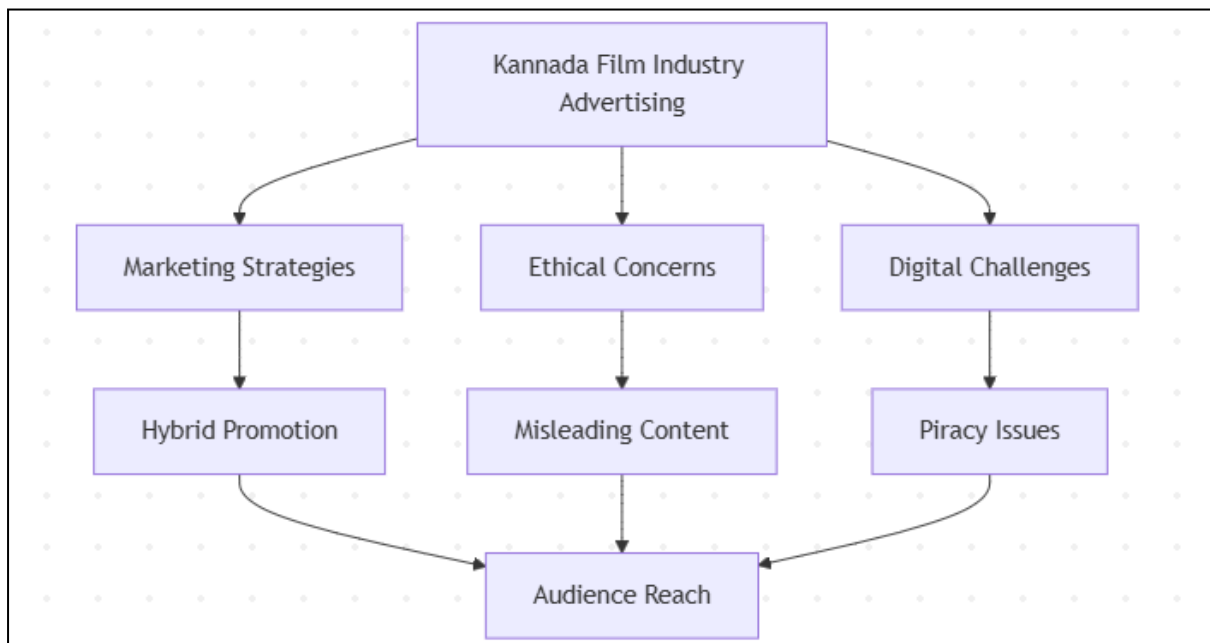 Kannada Film Industry
Advertising
Marketing Strategies
Ethical Concerns
Digital Challenges
Hybrid Promotion
Misleading Content
Piracy Issues
Audience Reach